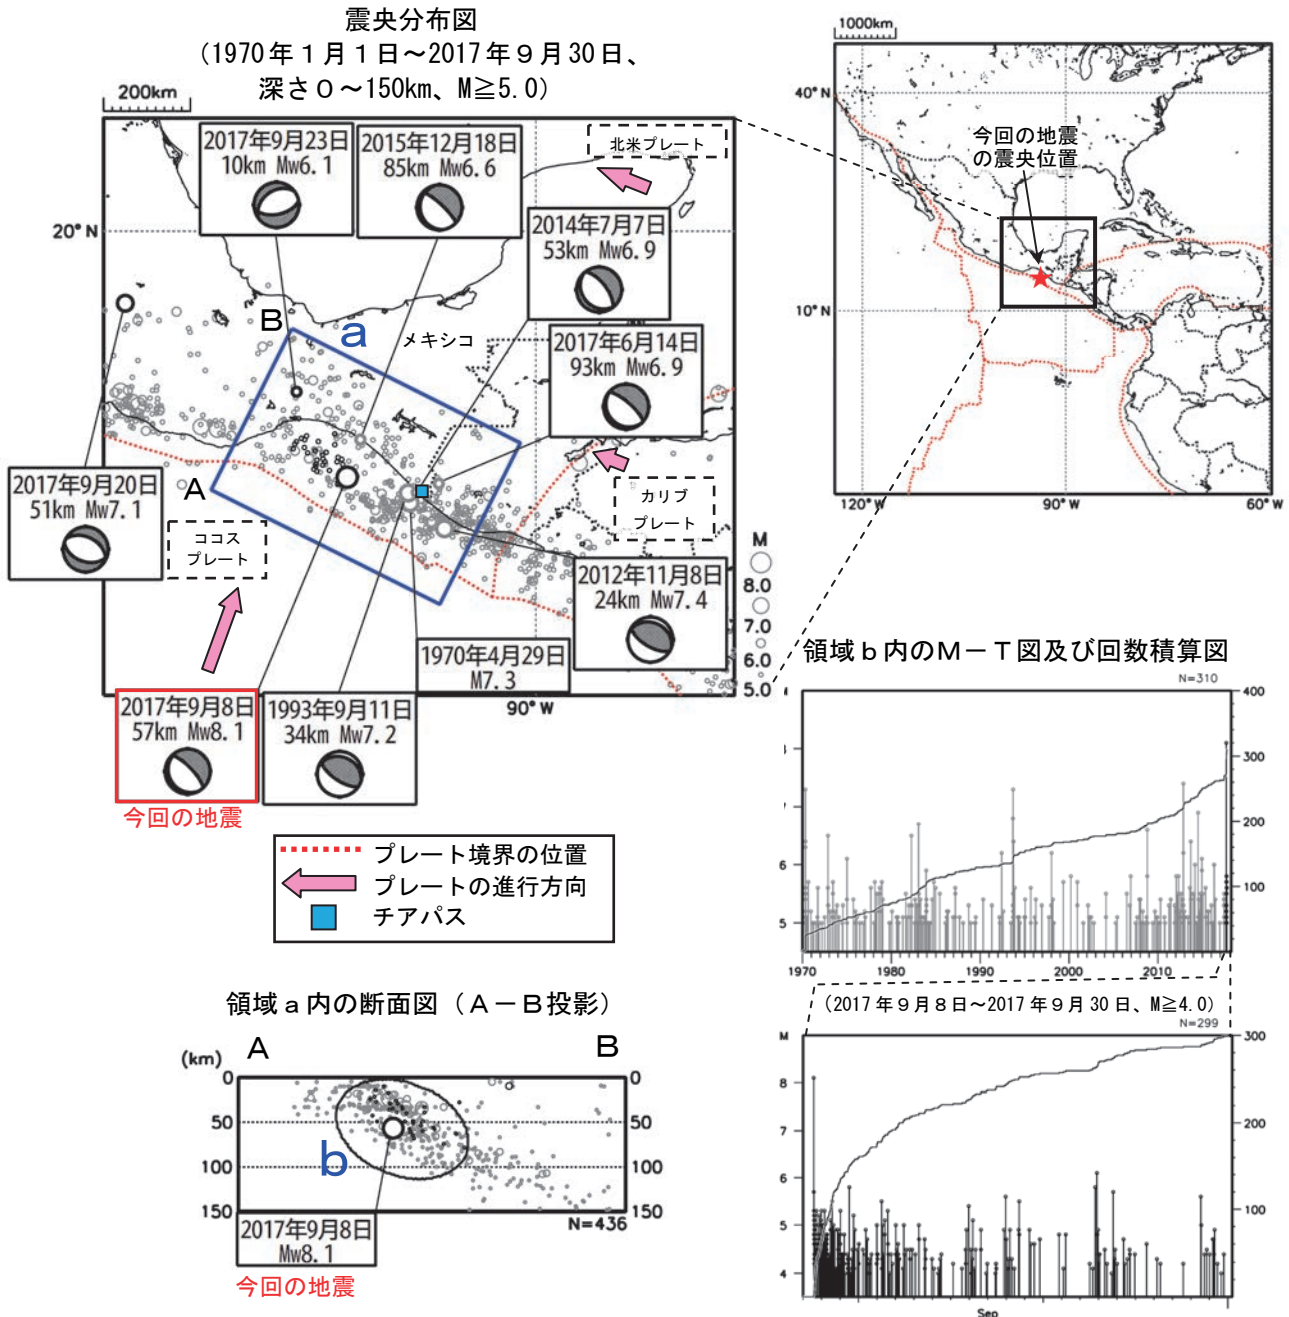 震央分布図
(1970年1月1日～2017年9月30日、
深さ0～150km、M≧5.0)
200km
2017年9月23日
10km Mw6.1
2015年12月18日
85km Mw6.6
北米プレート
2014年7月7日
53km Mw6.9
20°N
B
a
メキシコ
2017年6月14日
93km Mw6.9
A
2017年9月20日
51km Mw7.1
ココス
プレート
カリブ
プレート
M
8.0
7.0
6.0
5.0
2012年11月8日
24km Mw7.4
1970年4月29日
M7.3
90°W
2017年9月8日
57km Mw8.1
今回の地震
1993年9月11日
34km Mw7.2
プレート境界の位置
プレートの進行方向
チアパス
1000km
40°N
今回の地震
の震央位置
10°N
120°W
90°W
60°W
領域b内のM－T図及び回数積算図
N=310
400
300
200
100
7
6
5
1970
1980
1990
2000
2010
(2017年9月8日～2017年9月30日、M≧4.0)
N=299
M
8
7
6
5
4
300
200
100
Sep
領域a内の断面図(A－B投影)
(km)
A
B
0
50
100
150
0
50
100
150
b
N=436
2017年9月8日
Mw8.1
今回の地震